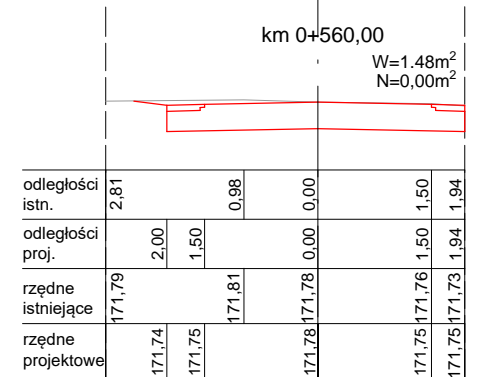 km 0+560,00
W=1.48m²
N=0,00m²
odległości istn. 2,81 0,98 0,00 1,50 1,94
odległości proj. 2,00 1,50 0,00 1,50 1,94
rzędne istniejące 171,79 171,81 171,78 171,76 171,73
rzędne projektowe 171,74 171,75 171,78 171,75 171,75